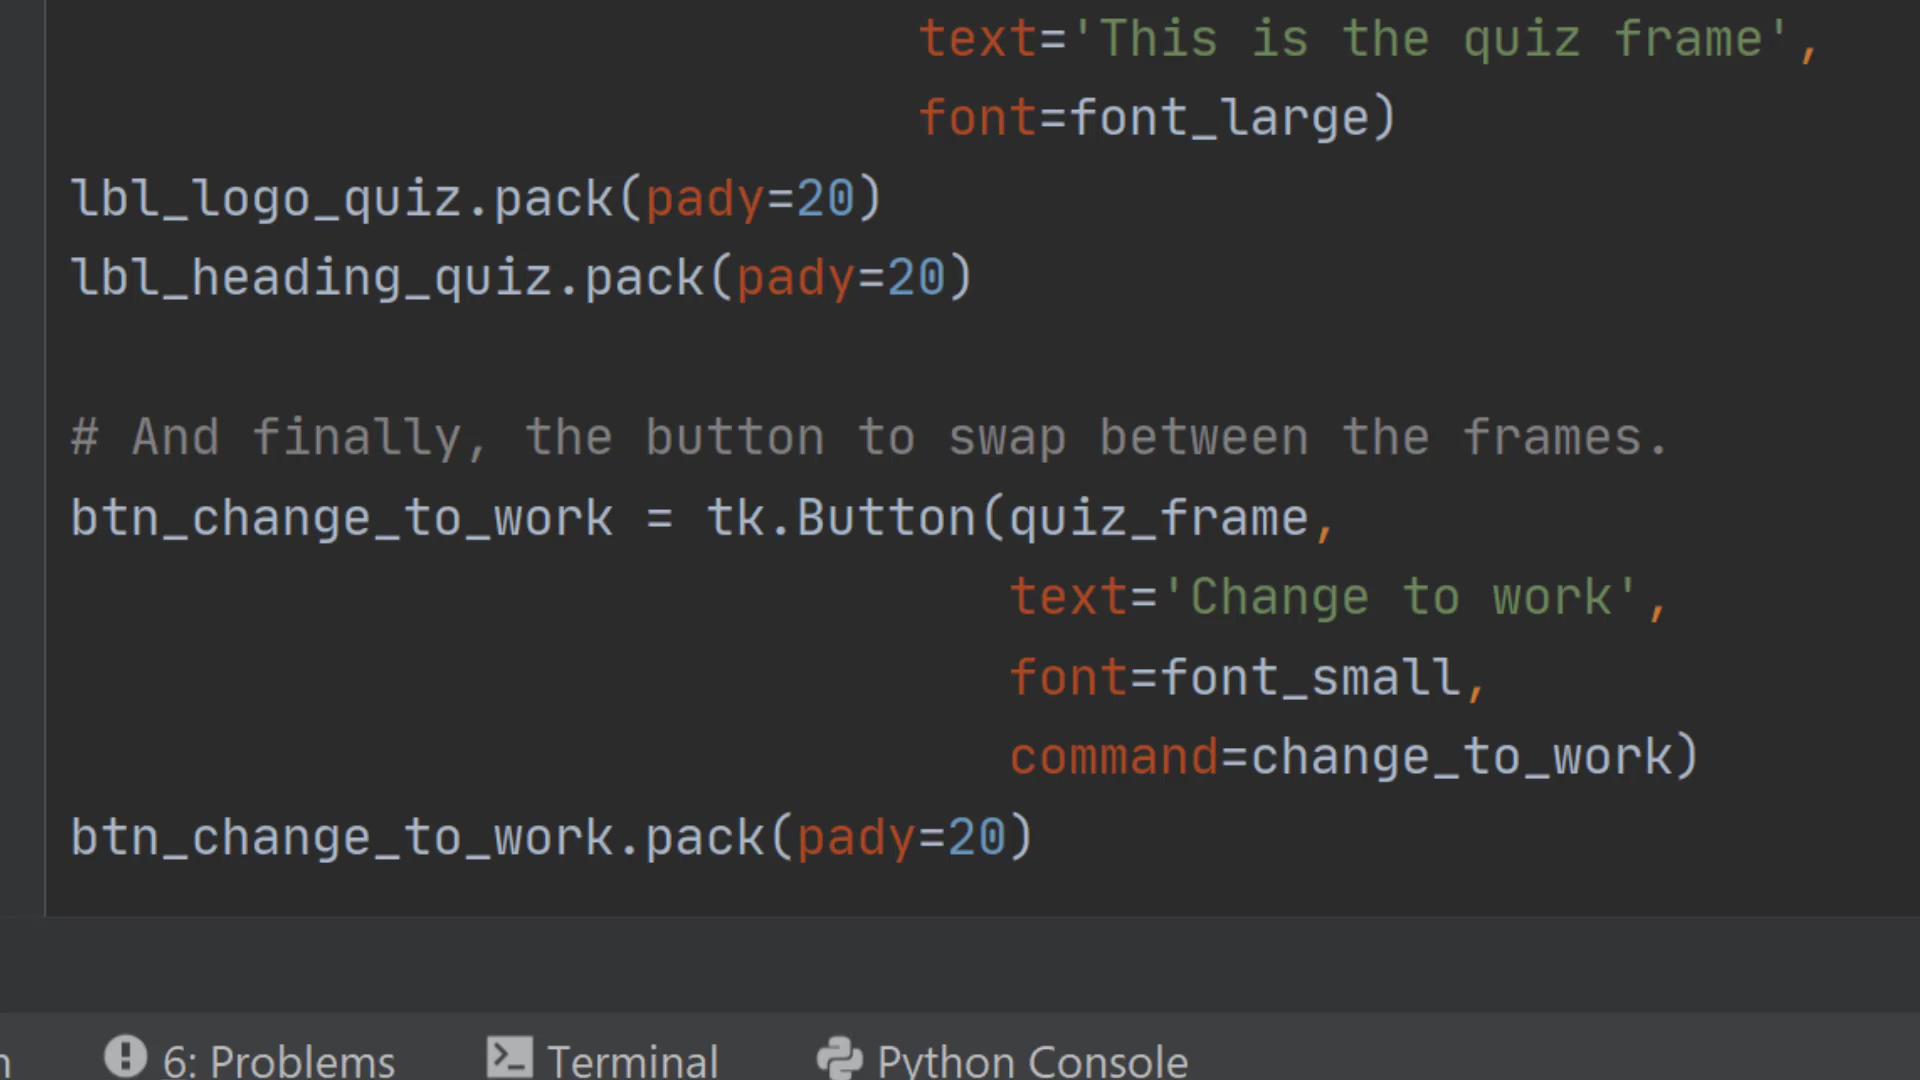 text='This is the quiz frame',
font=font_large)
lbl_logo_quiz.pack(pady=20)
lbl_heading_quiz.pack(pady=20)
# And finally, the button to swap between the frames.
btn_change_to_work = tk.Button(quiz_frame,
text='Change to work',
font=font_small,
command=change_to_work)
btn_change_to_work.pack(pady=20)
6: Problems Terminal Python Console